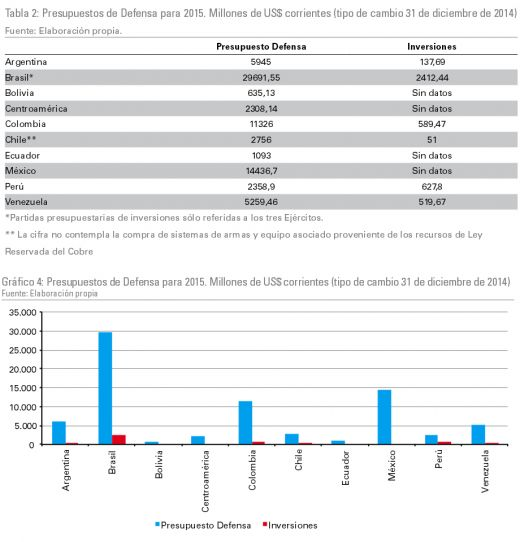 Tabla 2: Presupuestos de Defensa para 2015. Millones de US$ corrientes (tipo de cambio 31 de diciembre de 2014)
Fuente: Elaboración propia.
Presupuesto Defensa Inversiones
Argentina 5945 137,69
Brasil* 29691,55 2412,44
Bolivia 635,13 Sin datos
Centroamérica 2308,14 Sin datos
Colombia 11326 589,47
Chile** 2756 51
Ecuador 1093 Sin datos
México 14436,7 Sin datos
Perú 2358,9 627,8
Venezuela 5259,46 519,67
*Partidas presupuestarias de inversiones sólo referidas a los tres Ejércitos.
** La cifra no contempla la compra de sistemas de armas y equipo asociado proveniente de los recursos de Ley
Reservada del Cobre
Gráfico 4: Presupuestos de Defensa para 2015. Millones de US$ corrientes (tipo de cambio 31 de diciembre de 2014)
Fuente: Elaboración propia
35.000
30.000
25.000
20.000
15.000
10.000
5.000
0
Argentina
Brasil
Bolivia
Centroamérica
Colombia
Chile
Ecuador
México
Perú
Venezuela
Presupuesto Defensa Inversiones